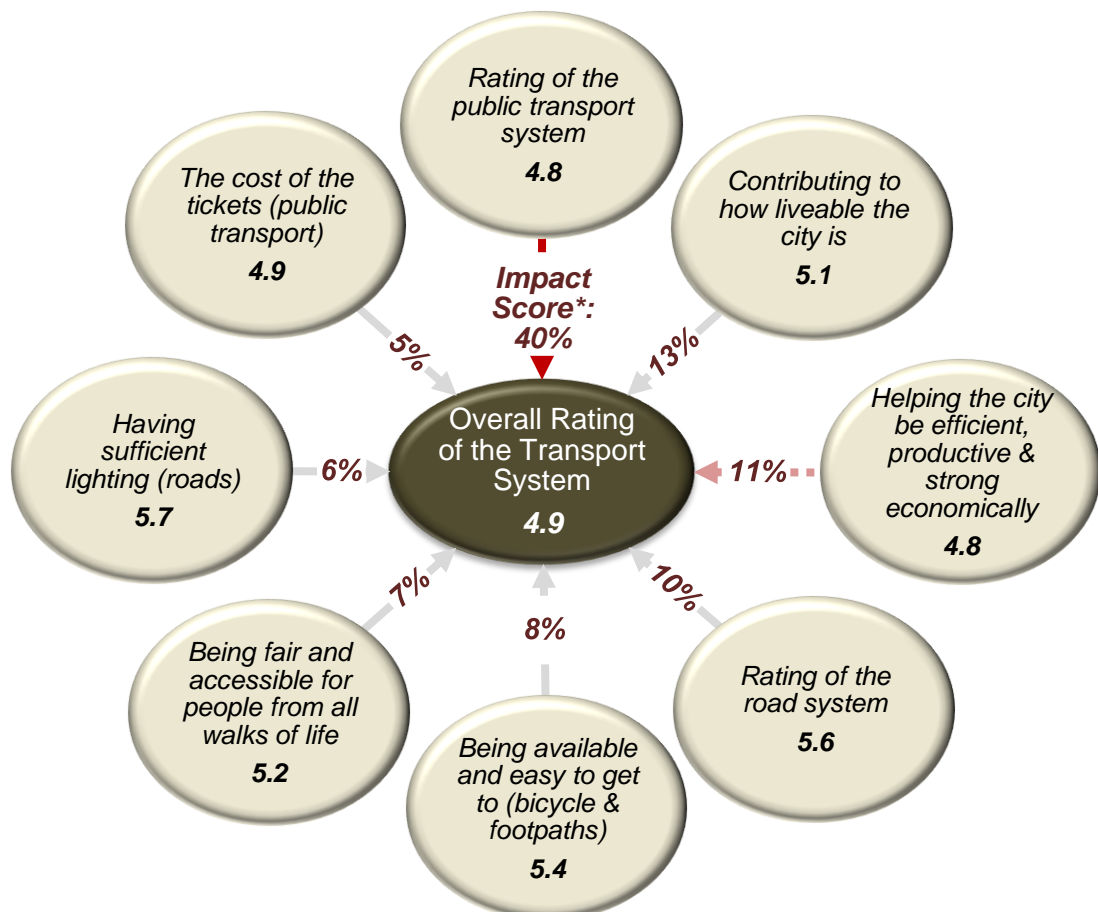 Rating of the
public transport
system
4.8
The cost of the
tickets (public
transport)
4.9
Contributing to
how liveable the
city is
5.1
Impact
Score*:
40%
5%
13%
Having
sufficient
lighting (roads)
5.7
6%
Overall Rating
of the Transport
System
4.9
11%
Helping the city
be efficient,
productive &
strong
economically
4.8
7%
8%
10%
Being fair and
accessible for
people from all
walks of life
5.2
Being available
and easy to get
to (bicycle &
footpaths)
5.4
Rating of the
road system
5.6